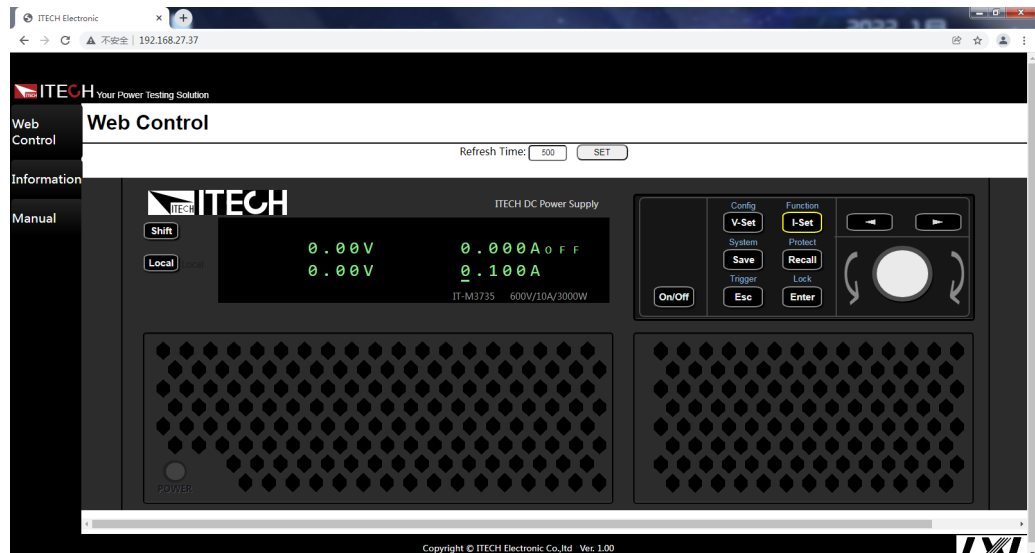 ITECH Electronic
不安全 | 192.168.27.37
ITECH Your Power Testing Solution
Web Control
Information
Manual
Web Control
Refresh Time: 500 SET
ITECH ITECH
ITECH DC Power Supply
Shift
Local Local
0.00V 0.000A OFF
0.00V 0.100A
IT-M3735 600V/10A/3000W
Config Function
V-Set I-Set
System Protect
Save Recall
Trigger Lock
On/Off Esc Enter
POWER
Copyright © ITECH Electronic Co.,ltd Ver. 1.00
LXI